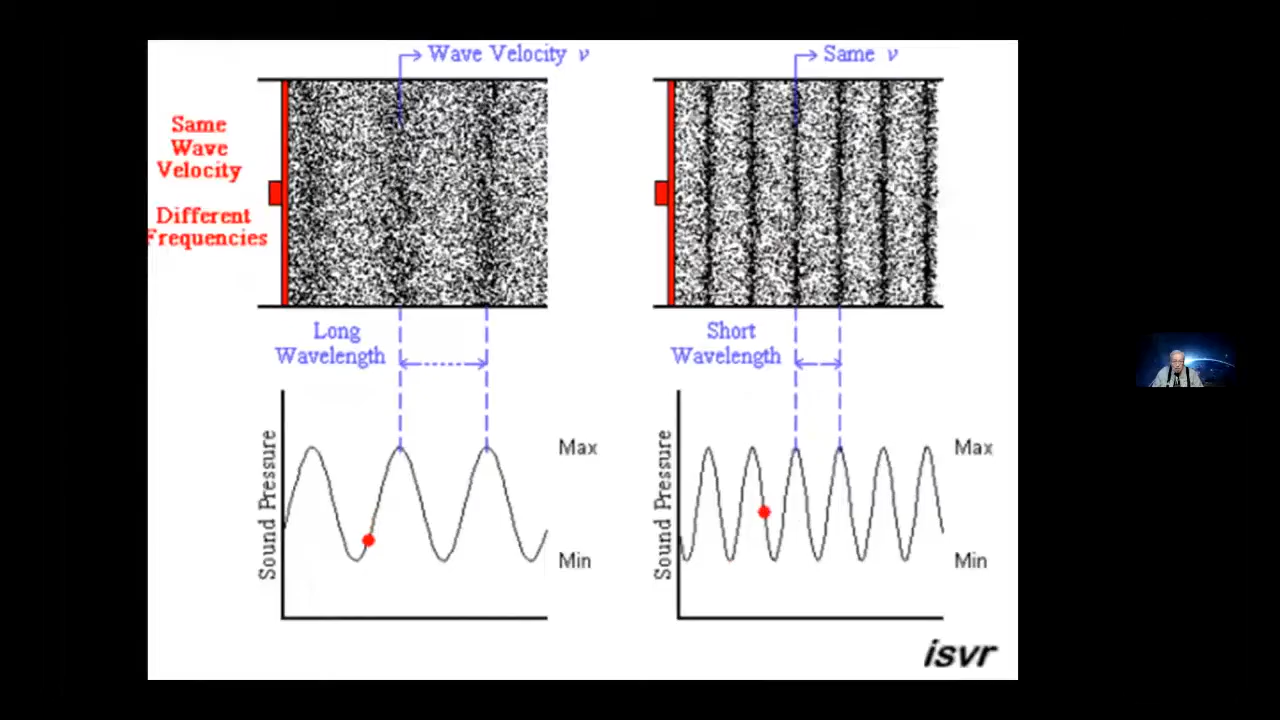 Wave Velocity v
Same v
Same
Wave
Velocity
Different
Frequencies
Long
Wavelength
Short
Wavelength
Sound Pressure
Max
Min
Sound Pressure
Max
Min
isvr